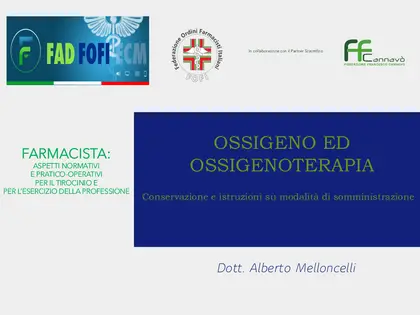 FAD FOFI ECM
Federazione Ordini Farmacisti Italiani
FOFI
In collaborazione con il Partner Scientifico
Cannavò
FONDAZIONE FRANCESCO CANNAVO'
FARMACISTA:
ASPETTI NORMATIVI
E PRATICO-OPERATIVI
PER IL TIROCINIO E
PER L'ESERCIZIO DELLA PROFESSIONE
OSSIGENO ED
OSSIGENOTERAPIA
Conservazione e istruzioni su modalità di somministrazione
Dott. Alberto Melloncelli